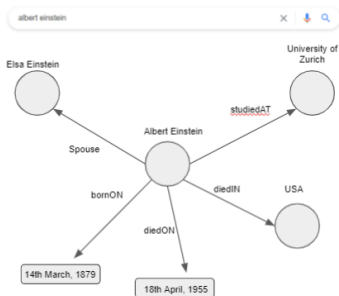 albert einstein
University of
Zurich
Elsa Einstein
studiedAT
Albert Einstein
Spouse
diedIN
USA
bornON
diedON
14th March, 1879
18th April, 1955